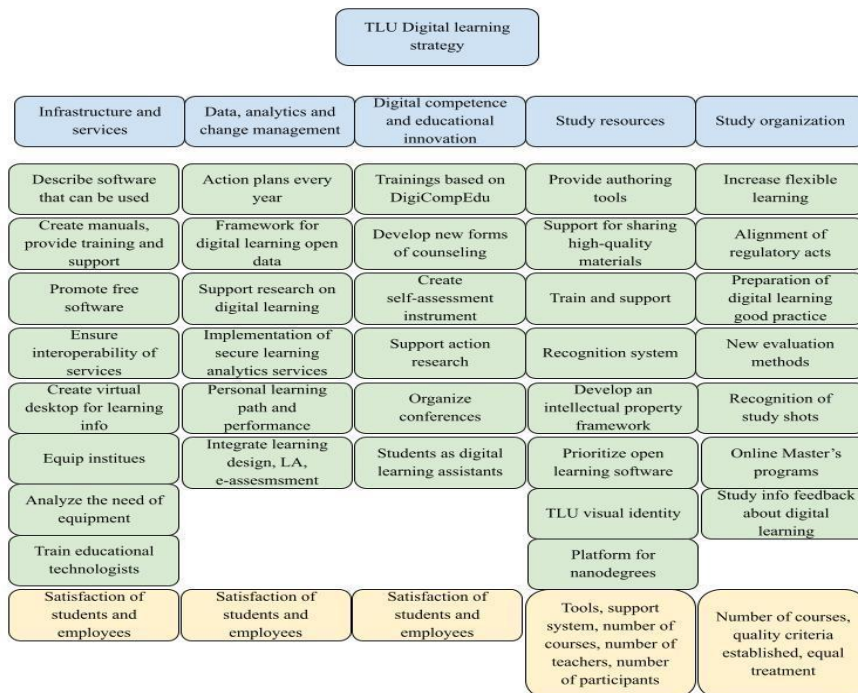 TLU Digital learning
strategy
Infrastructure and
services
Data, analytics and
change management
Digital competence
and educational
innovation
Study resources
Study organization
Describe software
that can be used
Action plans every
year
Trainings based on
DigiCompEdu
Provide authoring
tools
Increase flexible
learning
Create manuals,
provide training and
support
Framework for
digital learning open
data
Develop new forms
of counseling
Support for sharing
high-quality
materials
Alignment of
regulatory acts
Promote free
software
Support research on
digital learning
Create
self-assessment
instrument
Train and support
Preparation of
digital learning
good practice
Ensure
interoperability of
services
Implementation of
secure learning
analytics services
Support action
research
Recognition system
New evaluation
methods
Create virtual
desktop for learning
info
Personal learning
path and
performance
Organize
conferences
Develop an
intellectual property
framework
Recognition of
study shots
Equip institues
Integrate learning
design, LA,
e-assesmsment
Students as digital
learning assistants
Prioritize open
learning software
Online Master's
programs
Analyze the need of
equipment
TLU visual identity
Study info feedback
about digital
learning
Train educational
technologists
Platform for
nanodegrees
Satisfaction of
students and
employees
Satisfaction of
students and
employees
Satisfaction of
students and
employees
Tools, support
system, number of
courses, number of
teachers, number
of participants
Number of courses,
quality criteria
established, equal
treatment